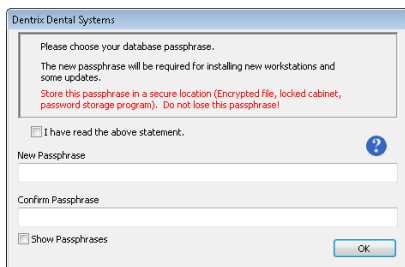 Dentrix Dental Systems
Please choose your database passphrase.
The new passphrase will be required for installing new workstations and
some updates.
Store this passphrase in a secure location (Encrypted file, locked cabinet,
password storage program). Do not lose this passphrase!
I have read the above statement.
?
New Passphrase
Confirm Passphrase
Show Passphrases
OK